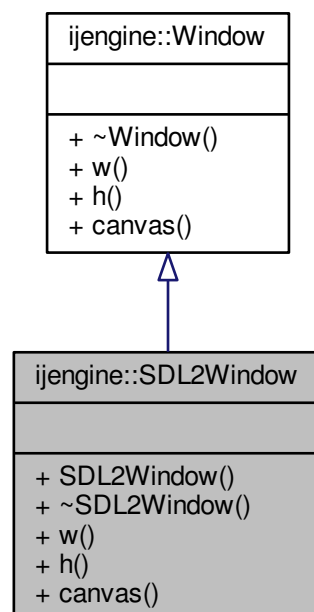 ijengine::Window
+ ~Window()
+ w()
+ h()
+ canvas()
ijengine::SDL2Window
+ SDL2Window()
+ ~SDL2Window()
+ w()
+ h()
+ canvas()